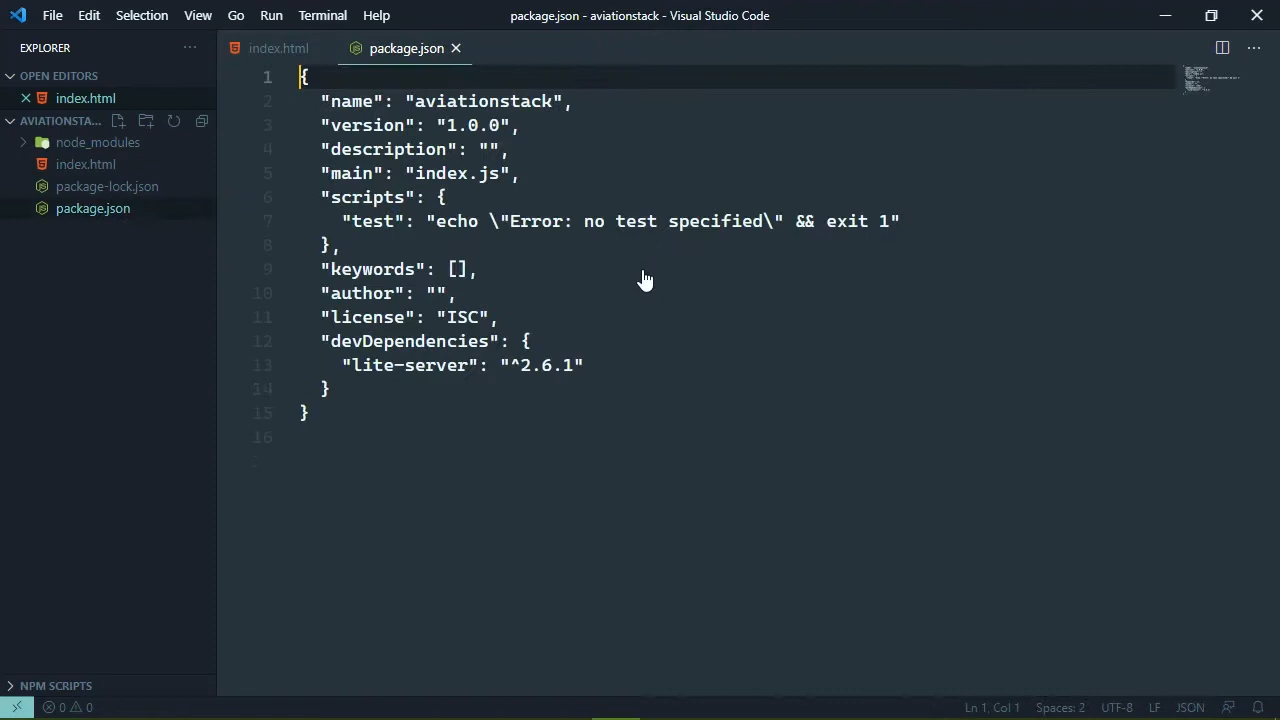 File Edit Selection View Go Run Terminal Help
package.json - aviationstack - Visual Studio Code
EXPLORER
OPEN EDITORS
index.html
AVIATIONSTA...
node_modules
index.html
package-lock.json
package.json
NPM SCRIPTS
index.html
package.json
1 {
2 "name": "aviationstack",
3 "version": "1.0.0",
4 "description": "",
5 "main": "index.js",
6 "scripts": {
7 "test": "echo \"Error: no test specified\" && exit 1"
8 },
9 "keywords": [],
10 "author": "",
11 "license": "ISC",
12 "devDependencies": {
13 "lite-server": "^2.6.1"
14 }
15 }
16
0 0
Ln 1, Col 1 Spaces: 2 UTF-8 LF JSON